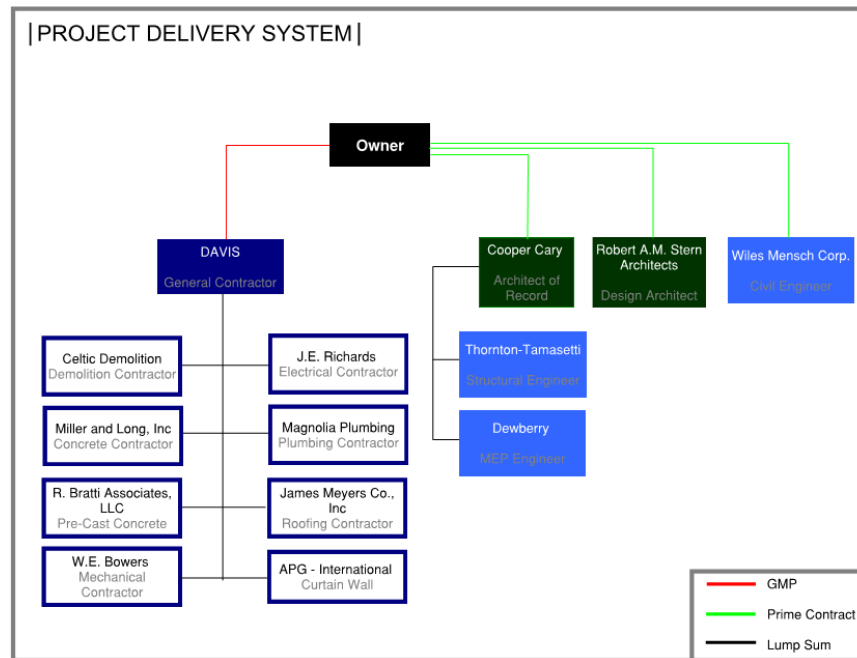 |PROJECT DELIVERY SYSTEM|
Owner
DAVIS
General Contractor
Cooper Cary
Architect of
Record
Robert A.M. Stern
Architects
Design Architect
Wiles Mensch Corp.
Civil Engineer
Celtic Demolition
Demolition Contractor
J.E. Richards
Electrical Contractor
Thornton-Tamasetti
Structural Engineer
Miller and Long, Inc
Concrete Contractor
Magnolia Plumbing
Plumbing Contractor
Dewberry
MEP Engineer
R. Bratti Associates,
LLC
Pre-Cast Concrete
James Meyers Co.,
Inc
Roofing Contractor
W.E. Bowers
Mechanical
Contractor
APG - International
Curtain Wall
GMP
Prime Contract
Lump Sum